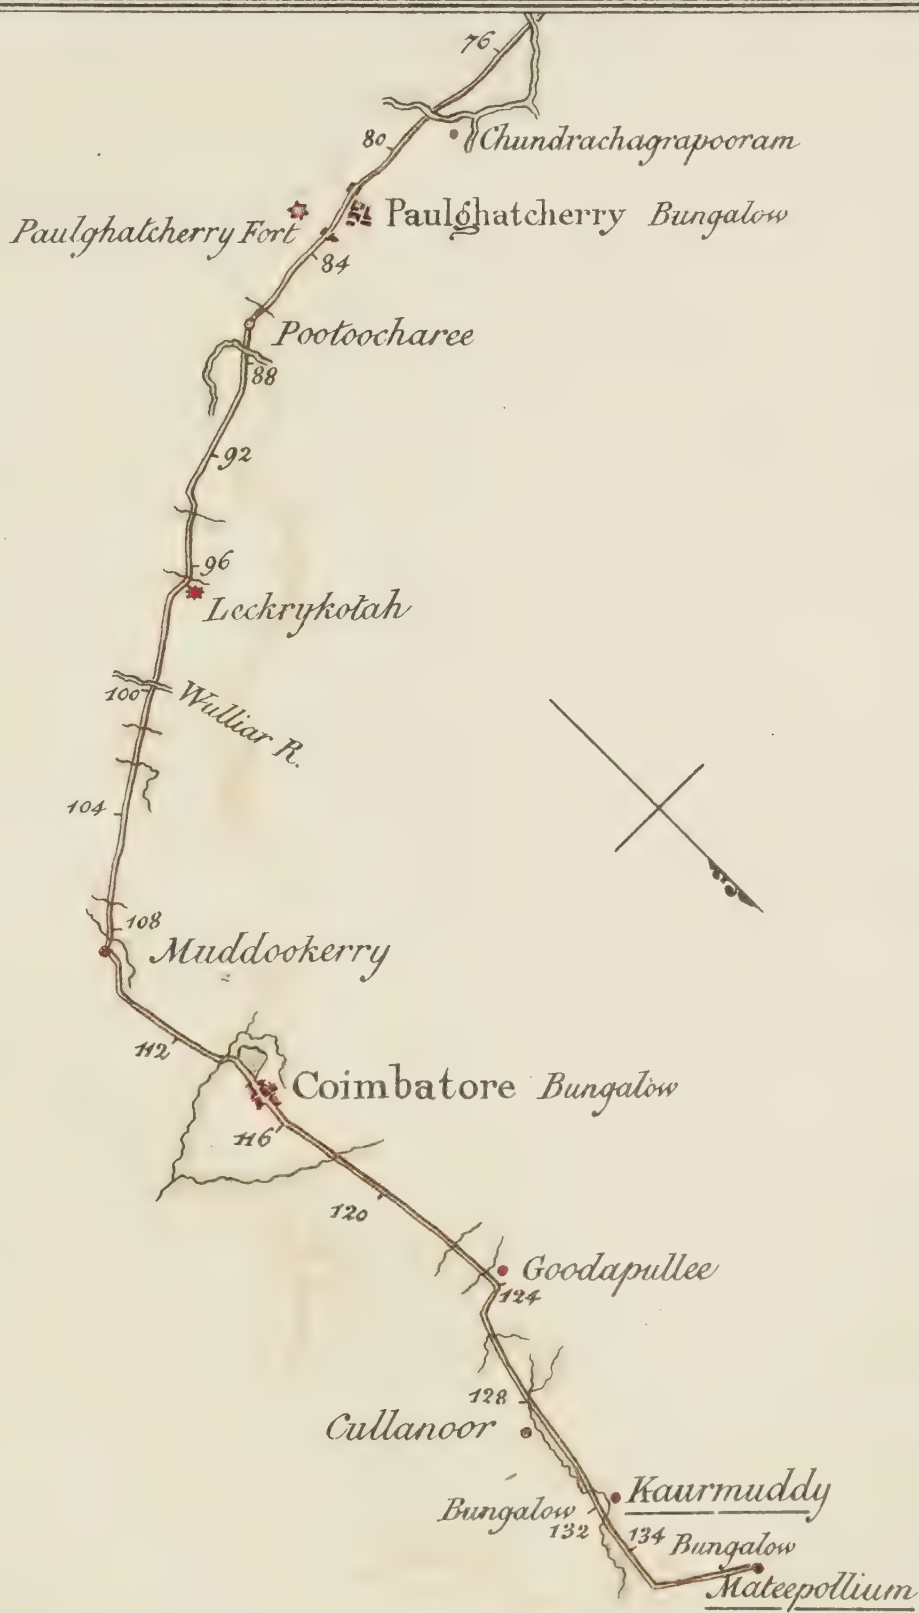 76
80
Chundrachagrapooram
Paulghatcherry Bungalow
Paulghatcherry Fort
84
Pootoocharee
88
92
96
Leckrykotah
100
Wulliar R.
104
108
Muddookerry
112
Coimbatore Bungalow
116
120
Goodapullee
124
128
Cullanoor
Kaurmuddy
Bungalow
132
134
Bungalow
Mateepollium